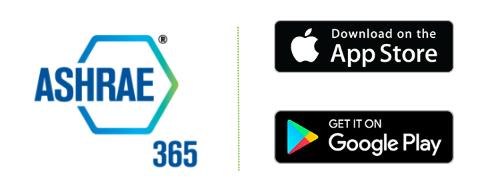 ASHRAE®
365
Download on the
App Store
GET IT ON
Google Play